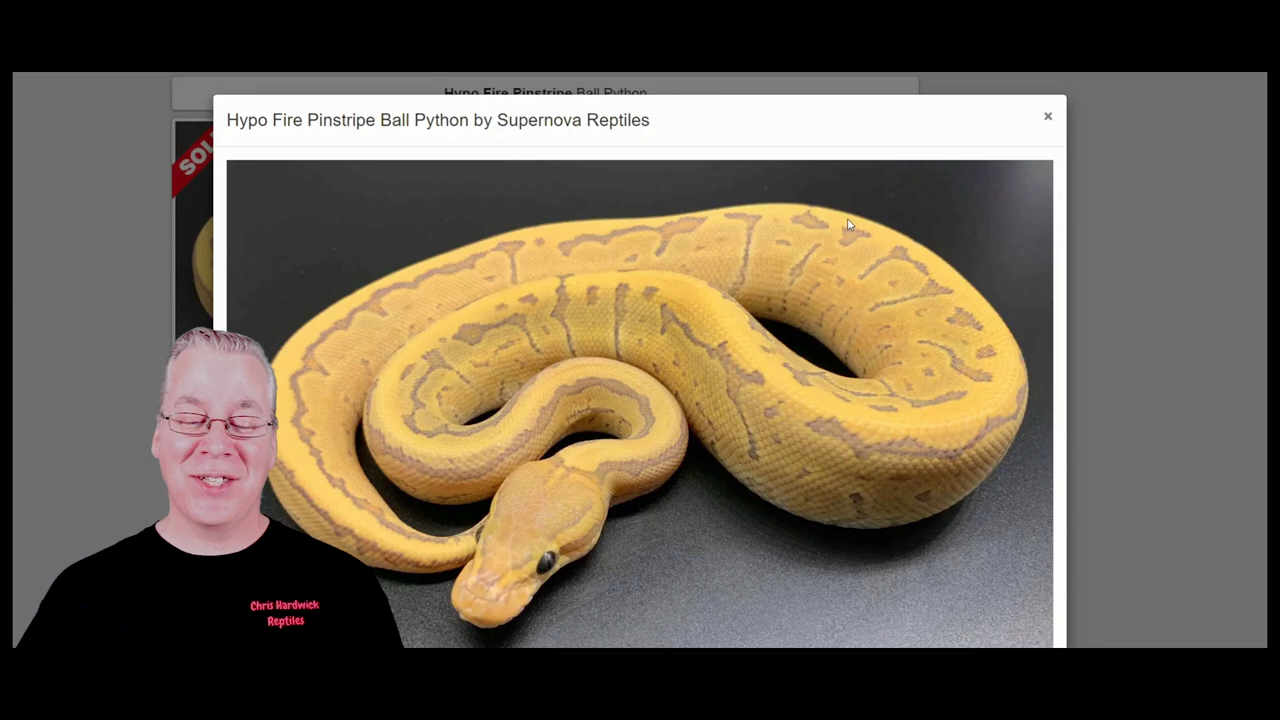 Hypo Fire Pinstripe Ball Python
Hypo Fire Pinstripe Ball Python by Supernova Reptiles
×
Chris Hardwick
Reptiles